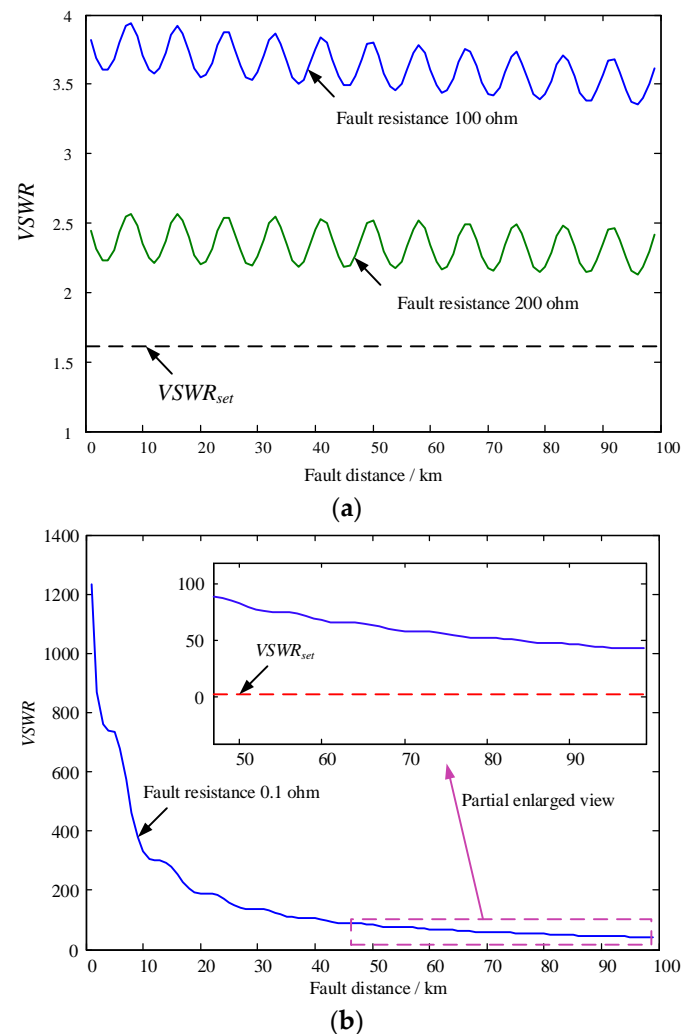 4
3.5
3
2.5
2
1.5
1
VSWR
Fault resistance 100 ohm
Fault resistance 200 ohm
VSWRset
0 10 20 30 40 50 60 70 80 90 100
Fault distance / km
(a)
1400
1200
1000
800
600
400
200
0
VSWR
100
50
0
VSWRset
50 60 70 80 90
Fault resistance 0.1 ohm
Partial enlarged view
0 10 20 30 40 50 60 70 80 90 100
Fault distance / km
(b)